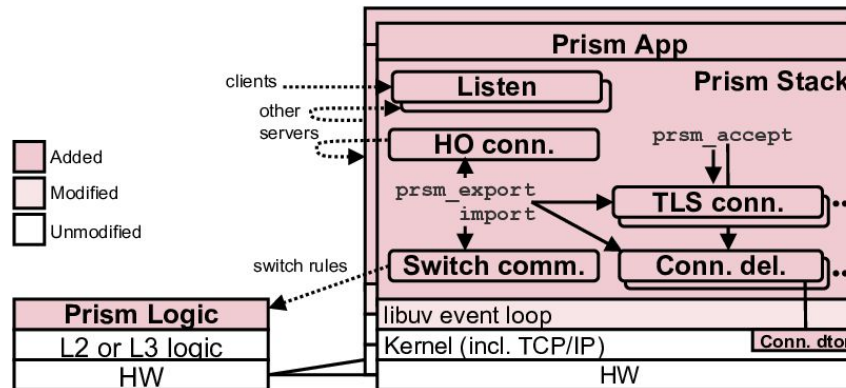 Prism App
Prism Stack
clients
Listen
other
servers
HO conn.
prsm_accept
Added
Modified
Unmodified
prsm_export
import
TLS conn.
switch rules
Switch comm.
Conn. del.
Prism Logic
libuv event loop
L2 or L3 logic
Kernel (incl. TCP/IP)
Conn. dtor
HW
HW